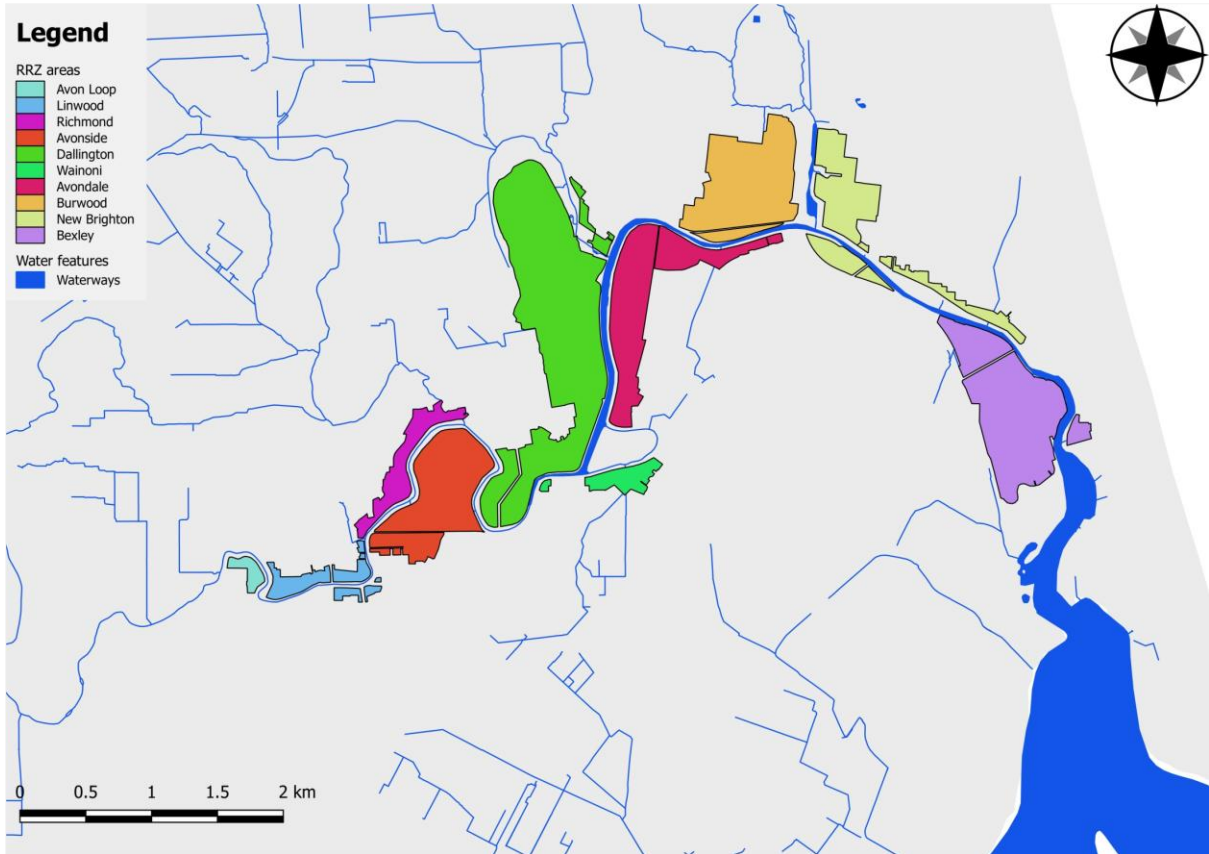 Legend
RRZ areas
Avon Loop
Linwood
Richmond
Avonside
Dallington
Wainoni
Avondale
Burwood
New Brighton
Bexley
Water features
Waterways
0 0.5 1 1.5 2 km